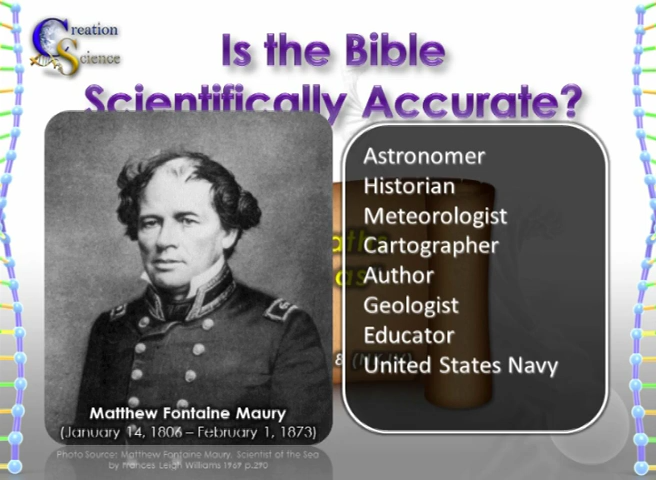 Creation
Science
Is the Bible
Scientifically Accurate?
Astronomer
Historian
Meteorologist
Cartographer
Author
Geologist
Educator
United States Navy
Matthew Fontaine Maury
(January 14, 1806 – February 1, 1873)
Photo Source: Matthew Fontaine Maury, Scientist of the Sea
by Frances Leigh Williams 1969 p.290